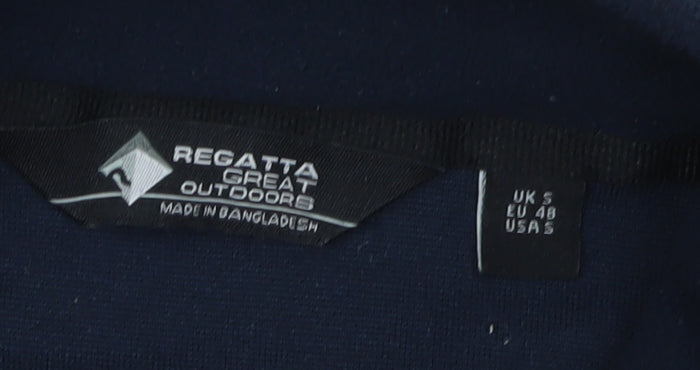 REGATTA
GREAT
OUTDOORS
MADE IN BANGLADESH
UK S
EU 48
USA S